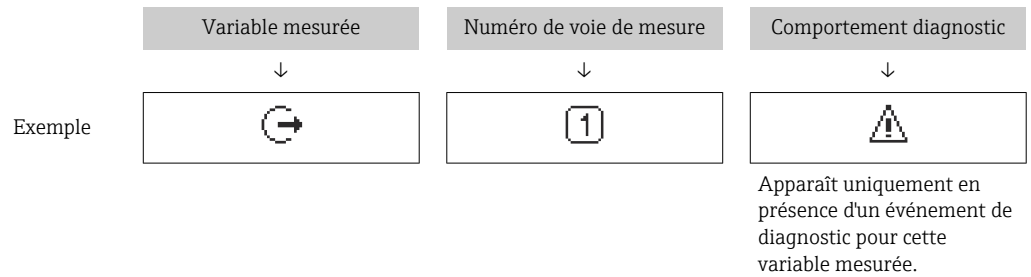 Variable mesurée
Numéro de voie de mesure
Comportement diagnostic
↓
↓
↓
Exemple
1
Apparaît uniquement en
présence d'un événement de
diagnostic pour cette
variable mesurée.